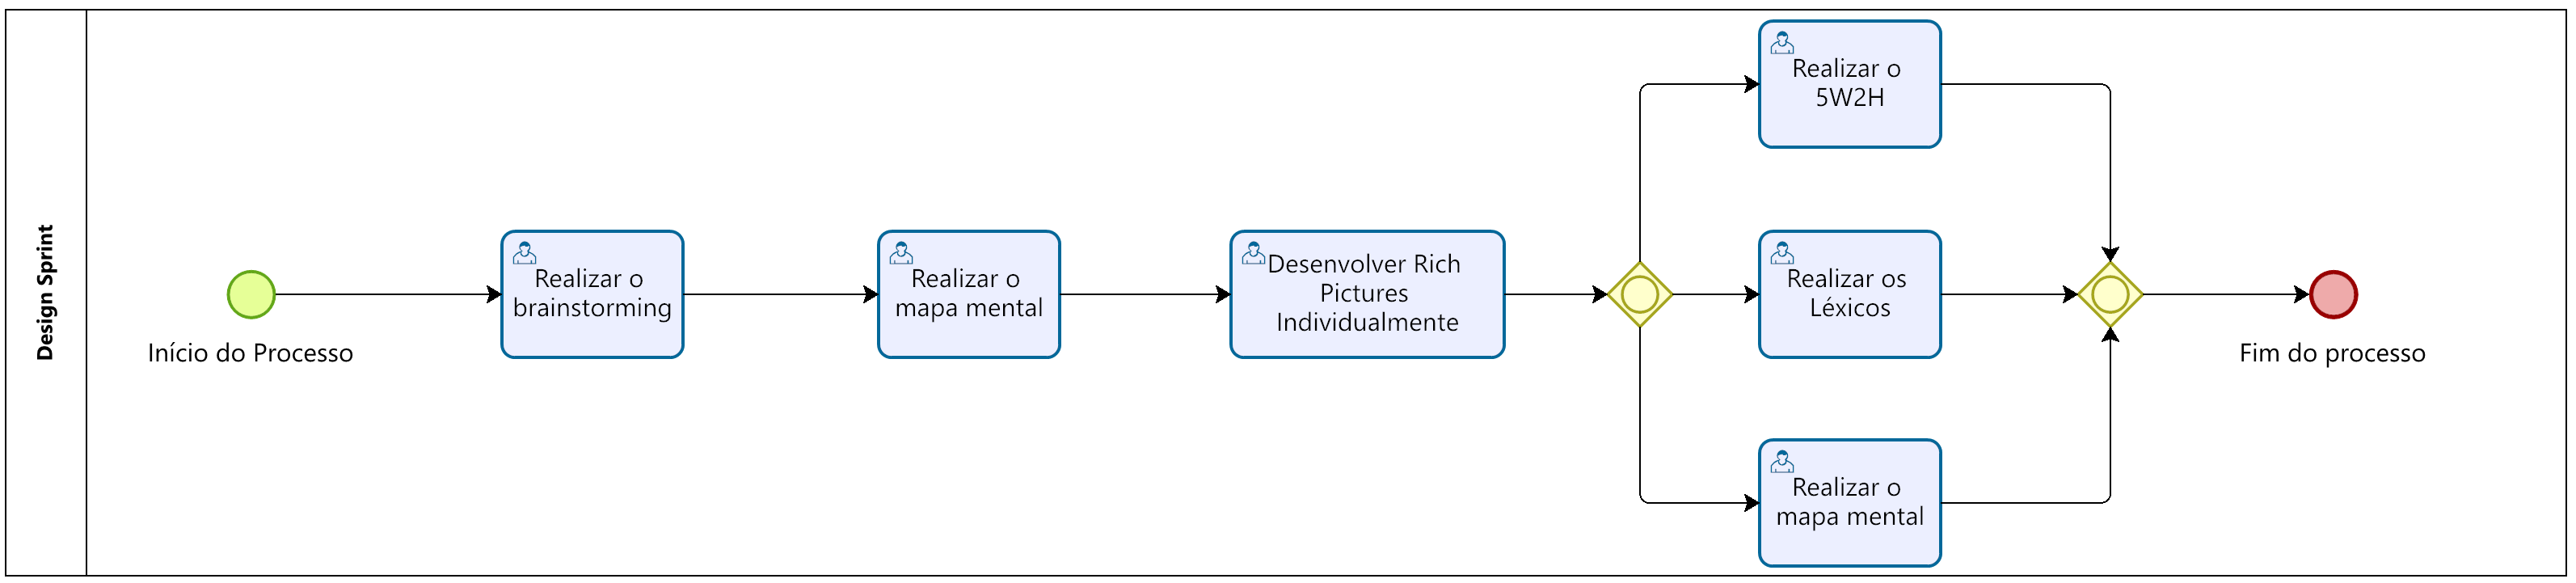 Design Sprint
Início do Processo
Realizar o
brainstorming
Realizar o
mapa mental
Desenvolver Rich
Pictures
Individualmente
Realizar o
5W2H
Realizar os
Léxicos
Realizar o
mapa mental
Fim do processo